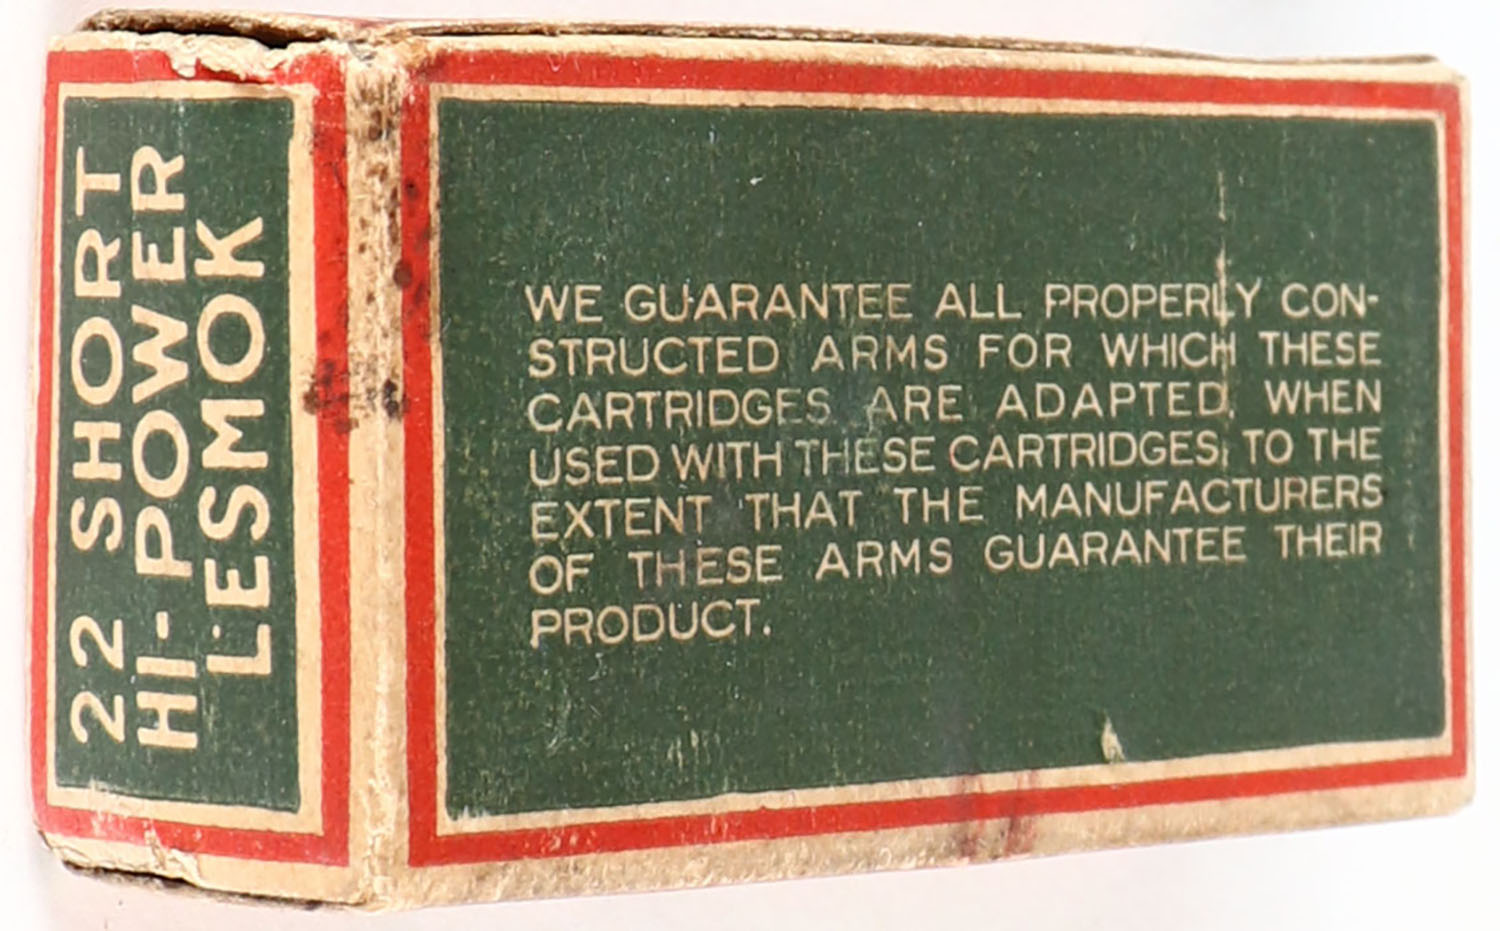 22 SHORT
HI-POWER
LESMOK
WE GUARANTEE ALL PROPERLY CON-
STRUCTED ARMS FOR WHICH THESE
CARTRIDGES ARE ADAPTED, WHEN
USED WITH THESE CARTRIDGES, TO THE
EXTENT THAT THE MANUFACTURERS
OF THESE ARMS GUARANTEE THEIR
PRODUCT.